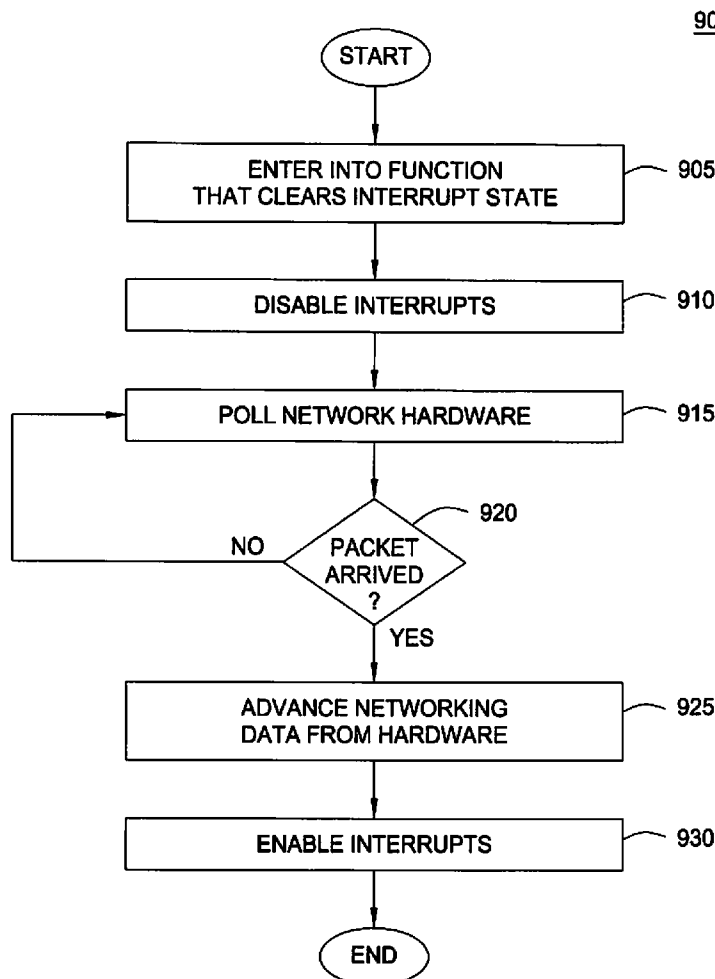 START
ENTER INTO FUNCTION
THAT CLEARS INTERRUPT STATE
905
DISABLE INTERRUPTS
910
POLL NETWORK HARDWARE
915
920
NO
PACKET
ARRIVED
?
YES
ADVANCE NETWORKING
DATA FROM HARDWARE
925
ENABLE INTERRUPTS
930
END